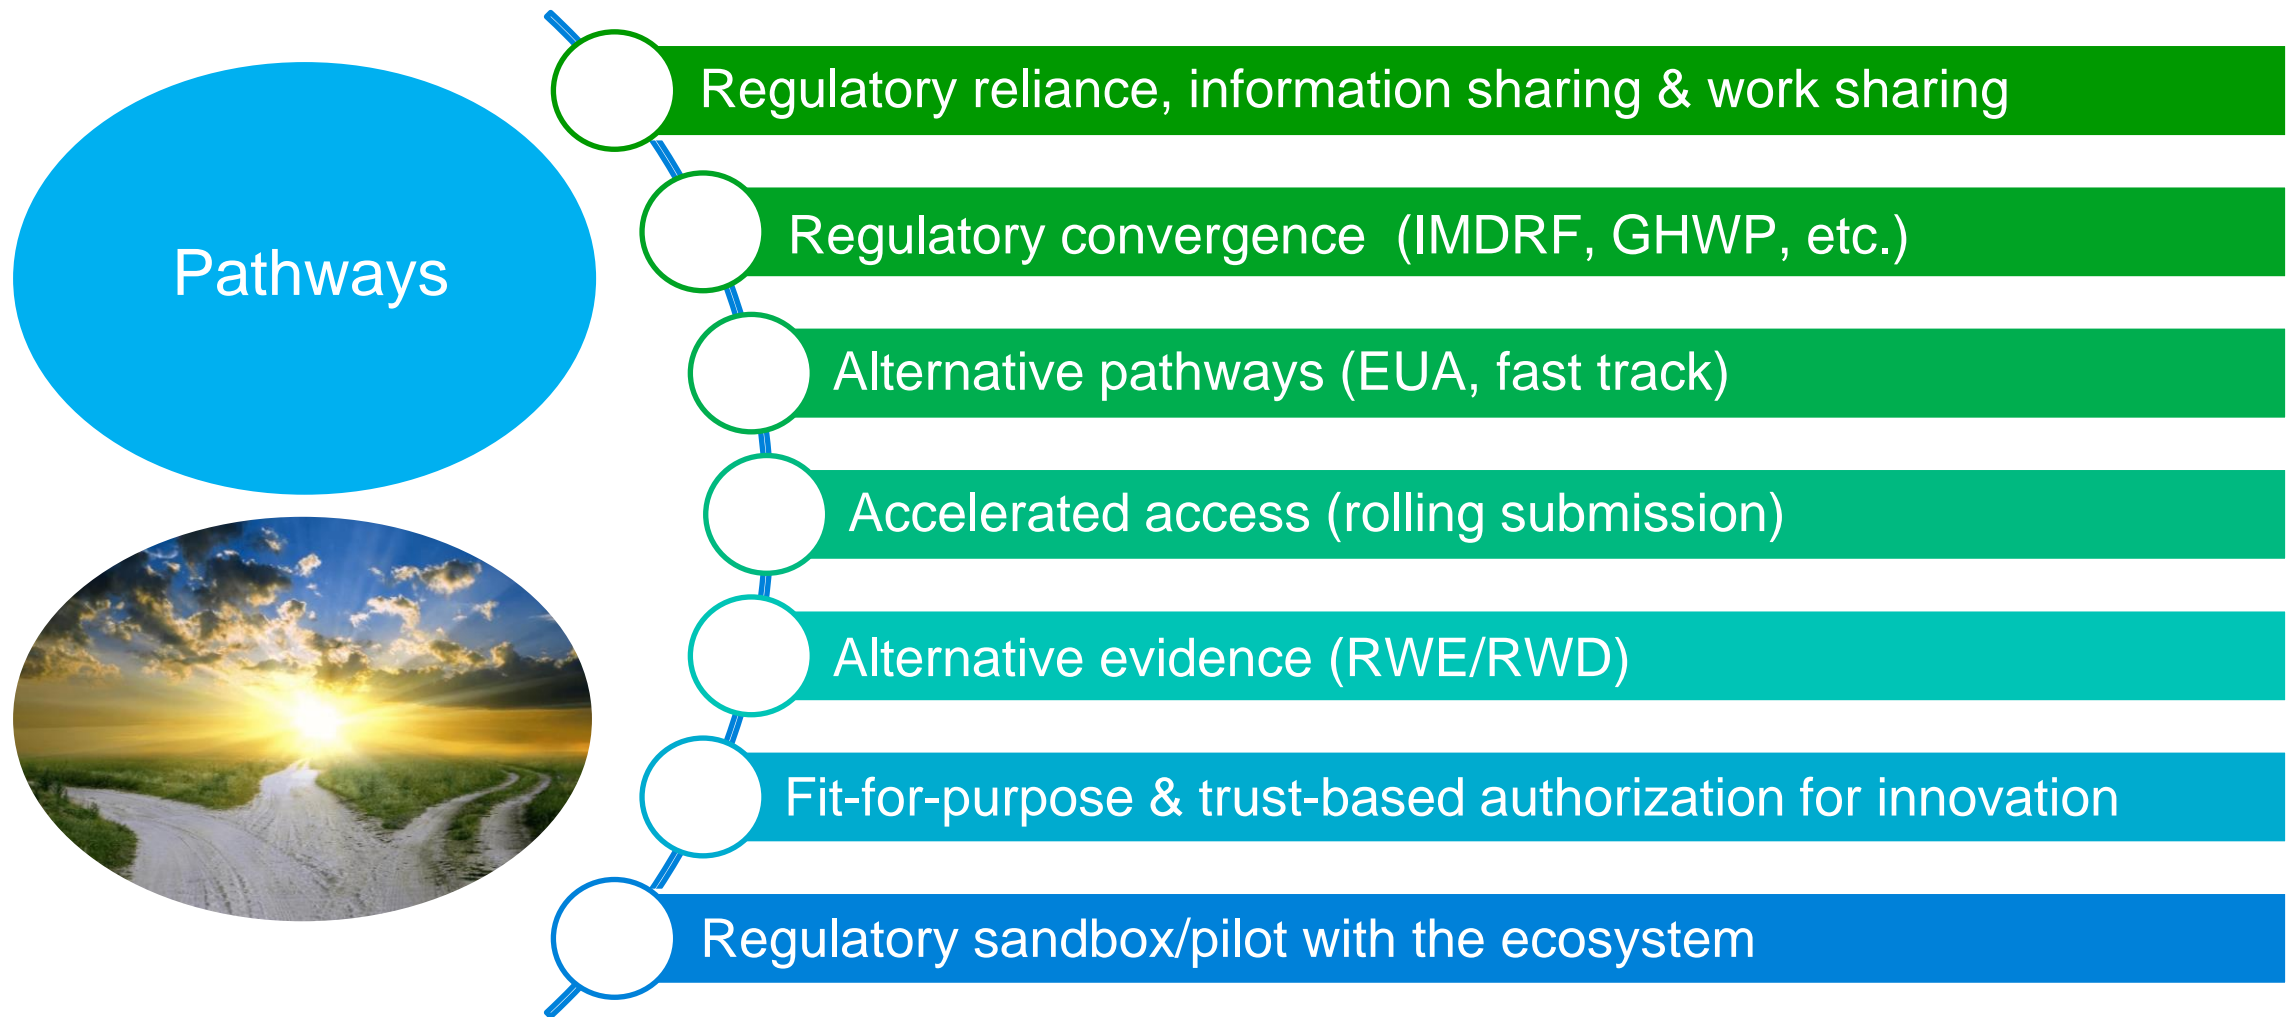 Pathways
Regulatory reliance, information sharing & work sharing
Regulatory convergence  (IMDRF, GHWP, etc.)
Alternative pathways (EUA, fast track)
Accelerated access (rolling submission)
Alternative evidence (RWE/RWD)
Fit-for-purpose & trust-based authorization for innovation
Regulatory sandbox/pilot with the ecosystem